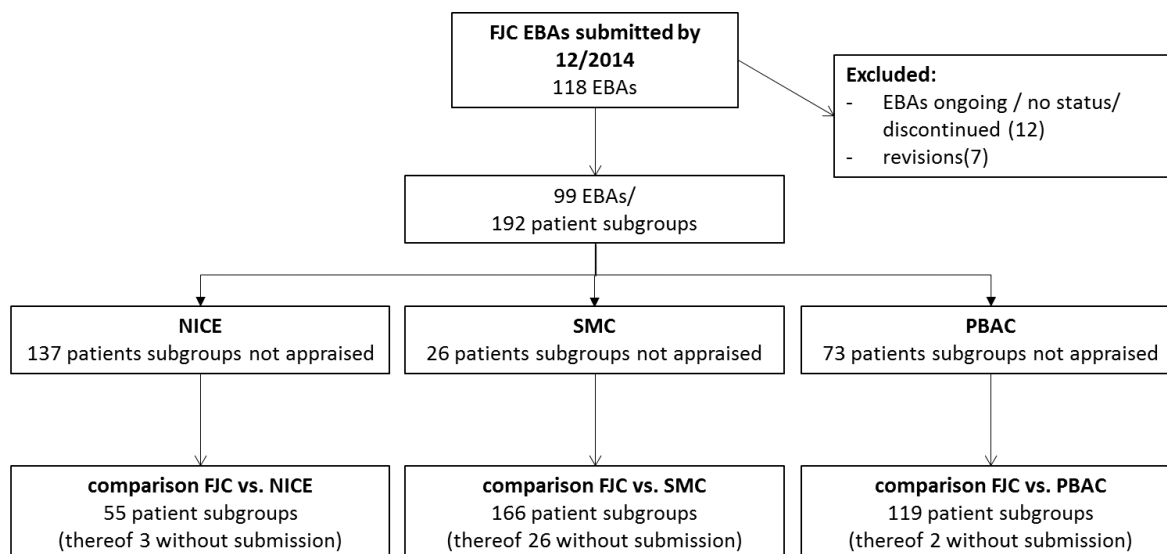 FJC EBAs submitted by
12/2014
118 EBAs
Excluded:
- EBAs ongoing / no status/
discontinued (12)
- revisions(7)
99 EBAs/
192 patient subgroups
NICE
137 patients subgroups not appraised
SMC
26 patients subgroups not appraised
PBAC
73 patients subgroups not appraised
comparison FJC vs. NICE
55 patient subgroups
(thereof 3 without submission)
comparison FJC vs. SMC
166 patient subgroups
(thereof 26 without submission)
comparison FJC vs. PBAC
119 patient subgroups
(thereof 2 without submission)